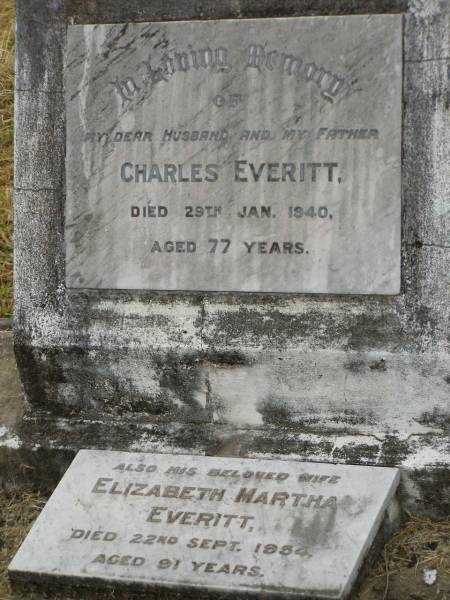 In Loving Memory
OF
MY DEAR HUSBAND AND MY FATHER
CHARLES EVERITT,
DIED 29TH JAN. 1940,
AGED 77 YEARS.
ALSO HIS BELOVED WIFE
ELIZABETH MARTHA
EVERITT,
DIED 22ND SEPT. 1954,
AGED 91 YEARS.